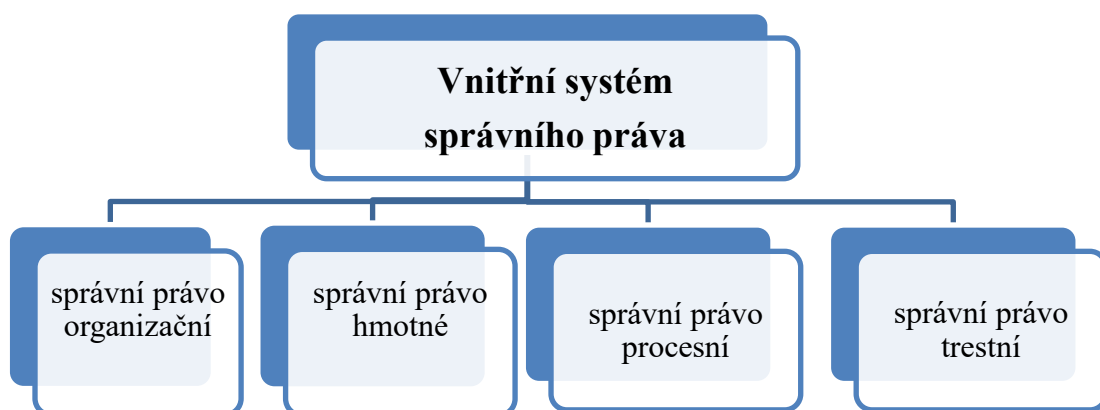 Vnitřní systém
správního práva
správní právo
organizační
správní právo
hmotné
správní právo
procesní
správní právo
trestní